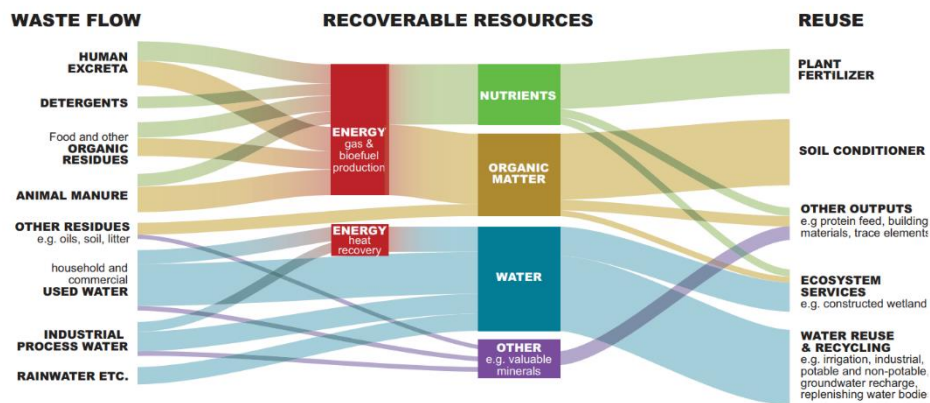 WASTE FLOW
RECOVERABLE RESOURCES
REUSE
HUMAN
EXCRETA
DETERGENTS
Food and other
ORGANIC
RESIDUES
ANIMAL MANURE
OTHER RESIDUES
e.g. oils, soil, litter
household and
commercial
USED WATER
INDUSTRIAL
PROCESS WATER
RAINWATER ETC.
ENERGY
gas &
biofuel
production
ENERGY
heat
recovery
NUTRIENTS
ORGANIC
MATTER
WATER
OTHER
e.g. valuable
minerals
PLANT
FERTILIZER
SOIL CONDITIONER
OTHER OUTPUTS
e.g protein feed, building
materials, trace elements
ECOSYSTEM
SERVICES
e.g. constructed wetland
WATER REUSE
& RECYCLING
e.g. irrigation, industrial,
potable and non-potable,
groundwater recharge,
replenishing water bodie